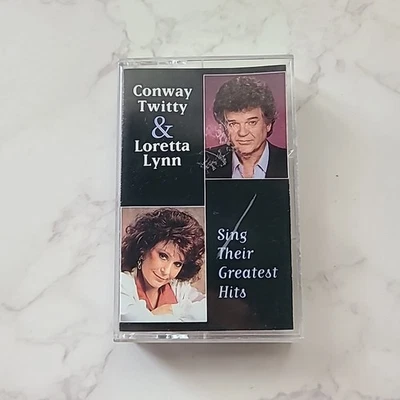 Conway
Twitty
&
Loretta
Lynn
Sing
Their
Greatest
Hits